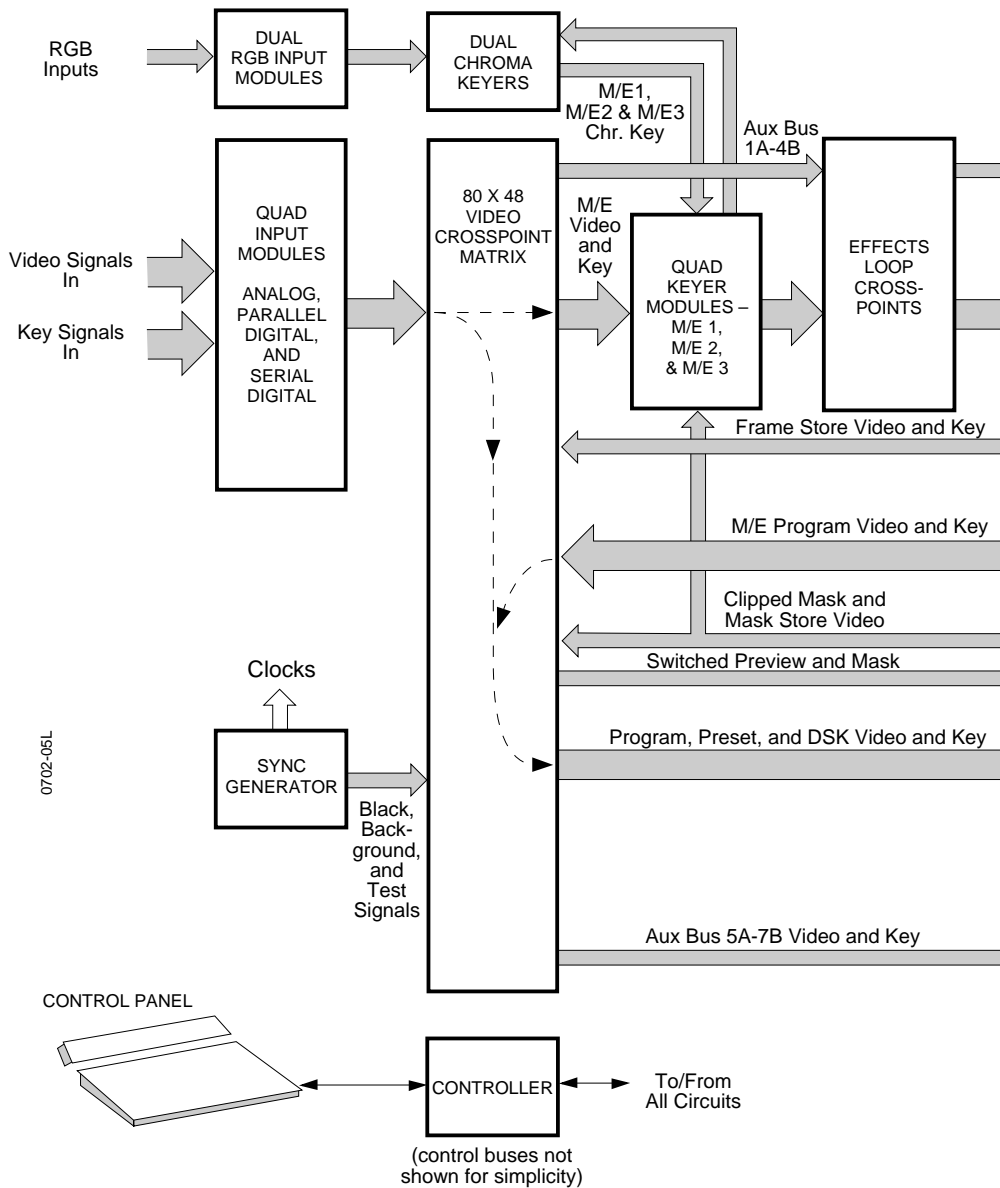 RGB
Inputs
DUAL
RGB INPUT
MODULES
DUAL
CHROMA
KEYERS
M/E1,
M/E2 & M/E3
Chr. Key
Aux Bus
1A-4B
Video Signals
In
Key Signals
In
QUAD
INPUT
MODULES
ANALOG,
PARALLEL
DIGITAL,
AND
SERIAL
DIGITAL
80 X 48
VIDEO
CROSSPOINT
MATRIX
M/E
Video
and
Key
QUAD
KEYER
MODULES –
M/E 1,
M/E 2,
& M/E 3
EFFECTS
LOOP
CROSS-
POINTS
Frame Store Video and Key
M/E Program Video and Key
Clipped Mask and
Mask Store Video
Switched Preview and Mask
Program, Preset, and DSK Video and Key
Clocks
SYNC
GENERATOR
Black,
Back-
ground,
and
Test
Signals
0702-05L
Aux Bus 5A-7B Video and Key
CONTROL PANEL
CONTROLLER
To/From
All Circuits
(control buses not
shown for simplicity)